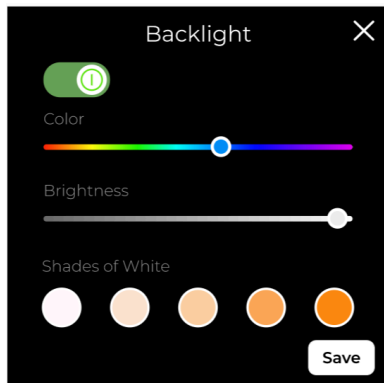 Backlight
Color
Brightness
Shades of White
Save